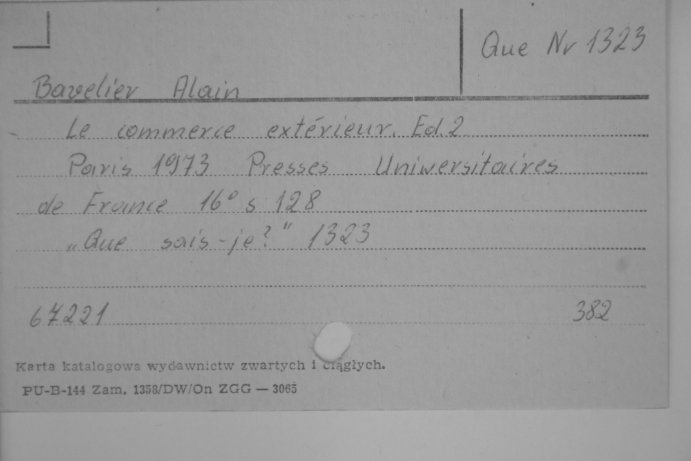 Que Nr 1323
Bavelier Alain
Le commerce extérieur. Ed. 2
Paris 1973 Presses Universitaires
de France 16° s 128
„Que sais-je?" 1323
67221 382
Karta katalogowa wydawnictw zwartych i ciągłych.
PU-B-144 Zam. 1358/DW/On ZGG — 3065